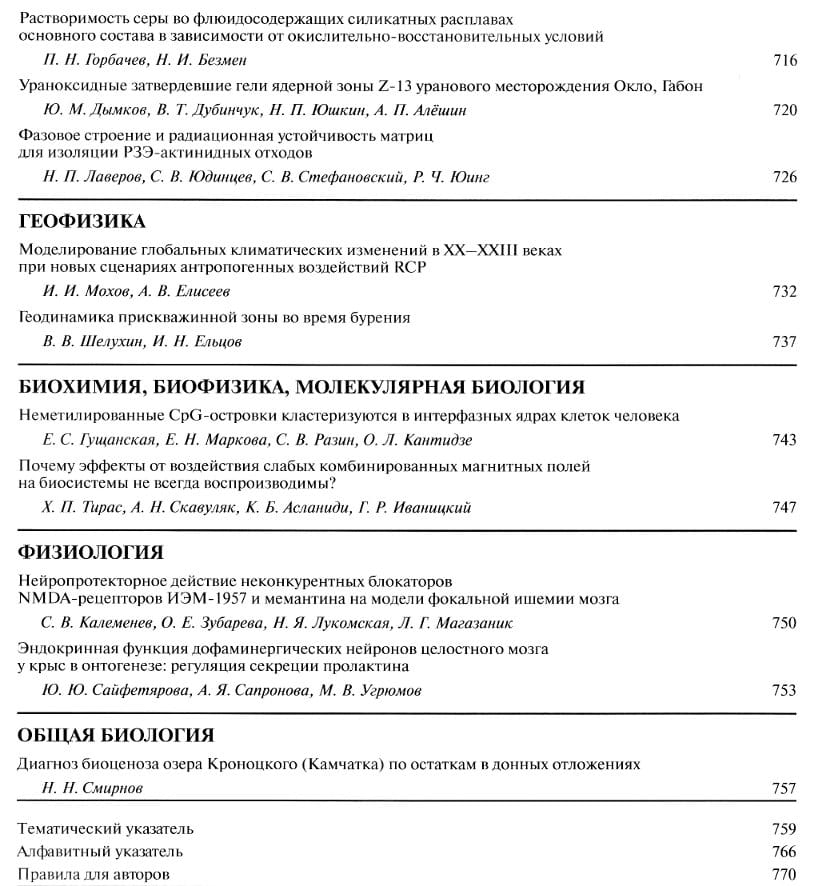 Растворимость серы во флюидосодержащих силикатных расплавах
основного состава в зависимости от окислительно-восстановительных условий
П. Н. Горбачев, Н. И. Безмен 716
Ураноксидные затвердевшие гели ядерной зоны Z-13 уранового месторождения Окло, Габон
Ю. М. Дымков, В. Т. Дубинчук, Н. П. Юшкин, А. П. Алёшин 720
Фазовое строение и радиационная устойчивость матриц
для изоляции РЗЭ-актинидных отходов
Н. П. Лаверов, С. В. Юдинцев, С. В. Стефановский, Р. Ч. Юинг 726
ГЕОФИЗИКА
Моделирование глобальных климатических изменений в XX–XXIII веках
при новых сценариях антропогенных воздействий RCP
И. И. Мохов, А. В. Елисеев 732
Геодинамика прискважинной зоны во время бурения
В. В. Шелухин, И. Н. Ельцов 737
БИОХИМИЯ, БИОФИЗИКА, МОЛЕКУЛЯРНАЯ БИОЛОГИЯ
Неметилированные CpG-островки кластеризуются в интерфазных ядрах клеток человека
Е. С. Гущанская, Е. Н. Маркова, С. В. Разин, О. Л. Кантидзе 743
Почему эффекты от воздействия слабых комбинированных магнитных полей
на биосистемы не всегда воспроизводимы?
Х. П. Тирас, А. Н. Скавуляк, К. Б. Асланиди, Г. Р. Иваницкий 747
ФИЗИОЛОГИЯ
Нейропротекторное действие неконкурентных блокаторов
NMDA-рецепторов ИЭМ-1957 и мемантина на модели фокальной ишемии мозга
С. В. Калеменев, О. Е. Зубарева, Н. Я. Лукомская, Л. Г. Магазаник 750
Эндокринная функция дофаминергических нейронов целостного мозга
у крыс в онтогенезе: регуляция секреции пролактина
Ю. Ю. Сайфетярова, А. Я. Сапронова, М. В. Угрюмов 753
ОБЩАЯ БИОЛОГИЯ
Диагноз биоценоза озера Кроноцкого (Камчатка) по остаткам в донных отложениях
Н. Н. Смирнов 757
Тематический указатель 759
Алфавитный указатель 766
Правила для авторов 770